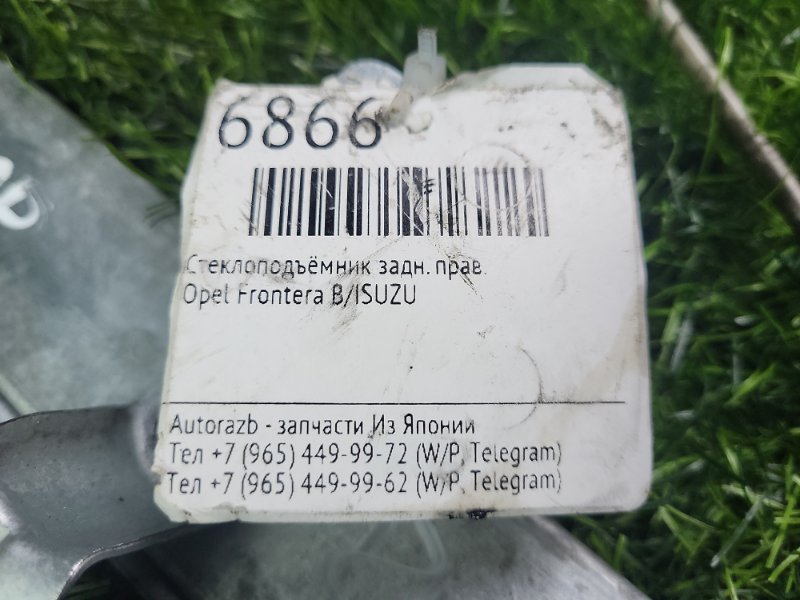 6866
Стеклоподъёмник задн. прав.
Opel Frontera B/ISUZU
Autorazb - запчасти Из Японии
Тел +7 (965) 449-99-72 (W/P, Telegram)
Тел +7 (965) 449-99-62 (W/P, Telegram)